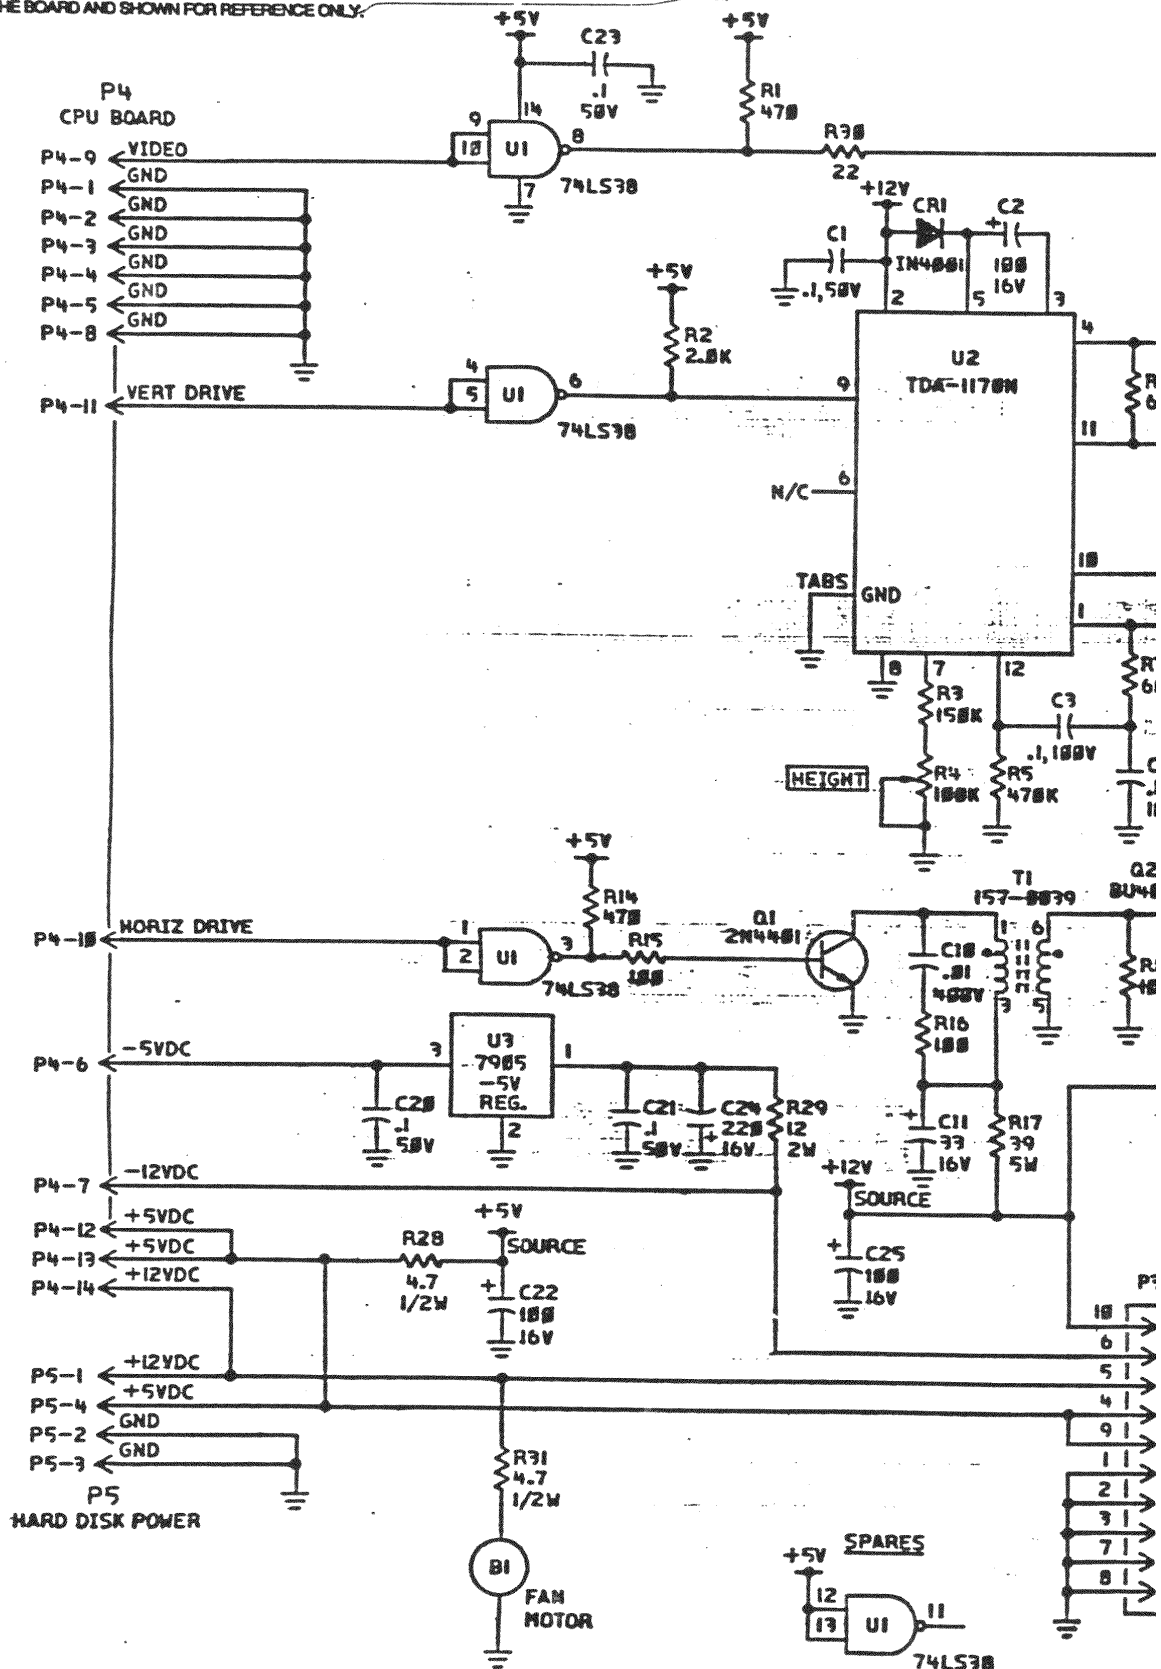 HE BOARD AND SHOWN FOR REFERENCE ONLY.
P4
CPU BOARD
P4-9 VIDEO
P4-1 GND
P4-2 GND
P4-3 GND
P4-4 GND
P4-5 GND
P4-8 GND
P4-11 VERT DRIVE
+5V
C23
.1
50V
14
9
10
U1
8
7
74LS38
+5V
R1
470
R30
22
+12V
CR1
IN4001
C2
+
100
16V
C1
.1,50V
2
5
3
+5V
R2
2.0K
4
5
U1
6
74LS38
U2
TDA-1170N
9
4
11
N/C
6
10
TABS
GND
1
8
7
12
R3
150K
C3
.1,100V
HEIGHT
R4
100K
R5
470K
+5V
R14
470
P4-10 HORIZ DRIVE
1
2
U1
3
74LS38
R15
100
Q1
2N4401
T1
157-0039
1
6
3
5
C10
.01
400V
R16
100
P4-6 -5VDC
3
U3
7905
-5V
REG.
1
2
C20
.1
50V
C21
.1
50V
C24
220
16V
+
R29
12
2W
+
C11
33
16V
R17
39
5W
P4-7 -12VDC
+12V
SOURCE
P4-12 +5VDC
P4-13 +5VDC
P4-14 +12VDC
R28
4.7
1/2W
+5V
SOURCE
+
C22
100
16V
+
C25
100
16V
P5-1 +12VDC
P5-4 +5VDC
P5-2 GND
P5-3 GND
P5
HARD DISK POWER
R31
4.7
1/2W
B1
FAN
MOTOR
10
6
5
4
9
1
2
3
7
8
SPARES
+5V
12
13
U1
11
74LS38